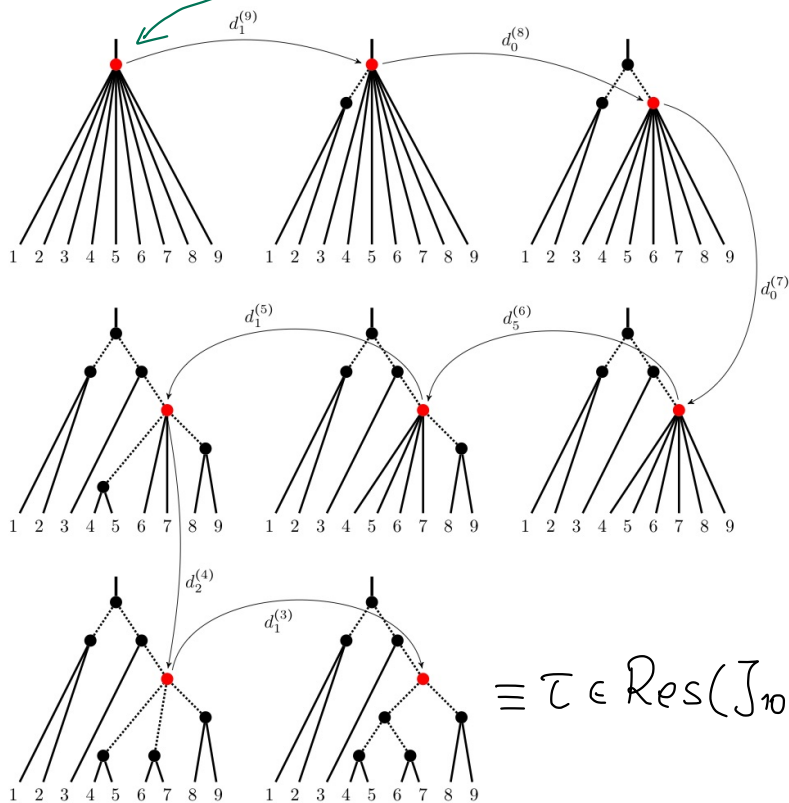 d_1^{(9)} d_0^{(8)}
1 2 3 4 5 6 7 8 9 1 2 3 4 5 6 7 8 9 1 2 3 4 5 6 7 8 9
d_0^{(7)}
d_1^{(5)} d_5^{(6)}
1 2 3 4 5 6 7 8 9 1 2 3 4 5 6 7 8 9 1 2 3 4 5 6 7 8 9
d_2^{(4)}
d_1^{(3)}
≡ τ ∈ Res(J_{10}
1 2 3 4 5 6 7 8 9 1 2 3 4 5 6 7 8 9